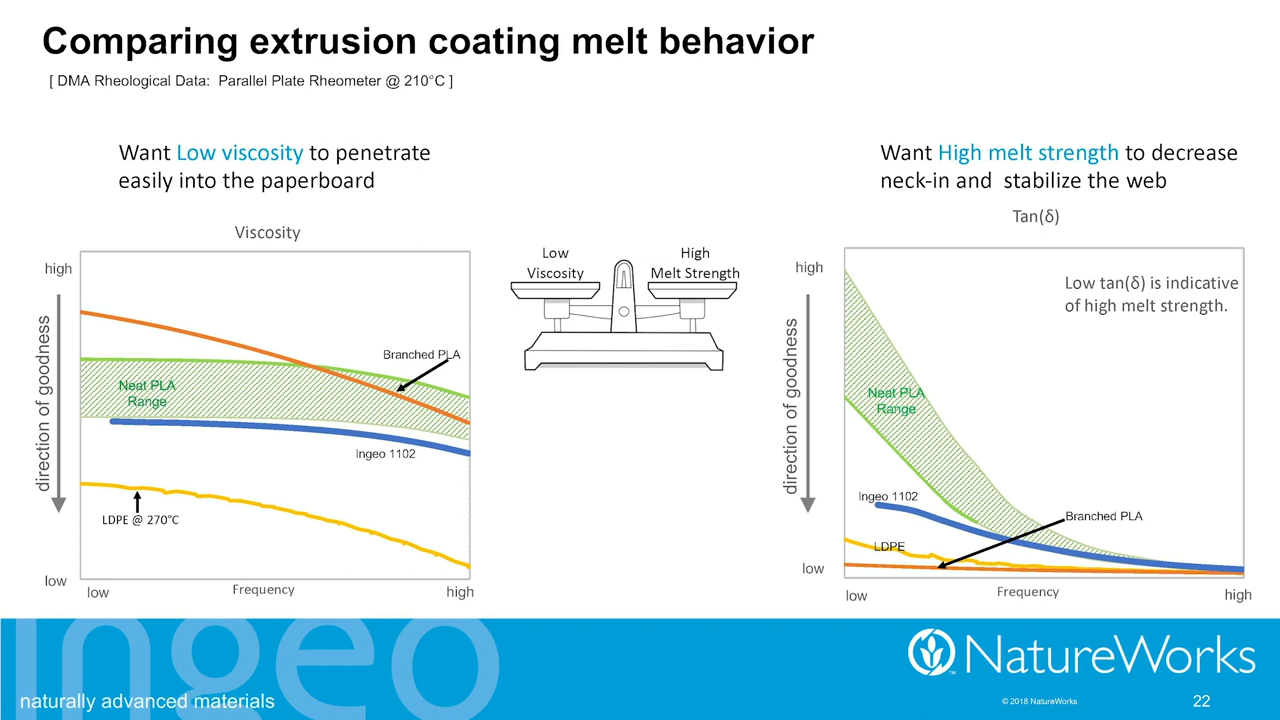 Comparing extrusion coating melt behavior
[ DMA Rheological Data:  Parallel Plate Rheometer @ 210°C ]
Want Low viscosity to penetrate
easily into the paperboard
Viscosity
high
direction of goodness
low
Neat PLA
Range
Branched PLA
Ingeo 1102
LDPE @ 270°C
low
Frequency
high
Low
Viscosity
High
Melt Strength
Want High melt strength to decrease
neck-in and  stabilize the web
Tan(δ)
high
direction of goodness
low
Low tan(δ) is indicative
of high melt strength.
Neat PLA
Range
Ingeo 1102
LDPE
Branched PLA
low
Frequency
high
Ingeo
naturally advanced materials
NatureWorks
TM
© 2018 NatureWorks
22